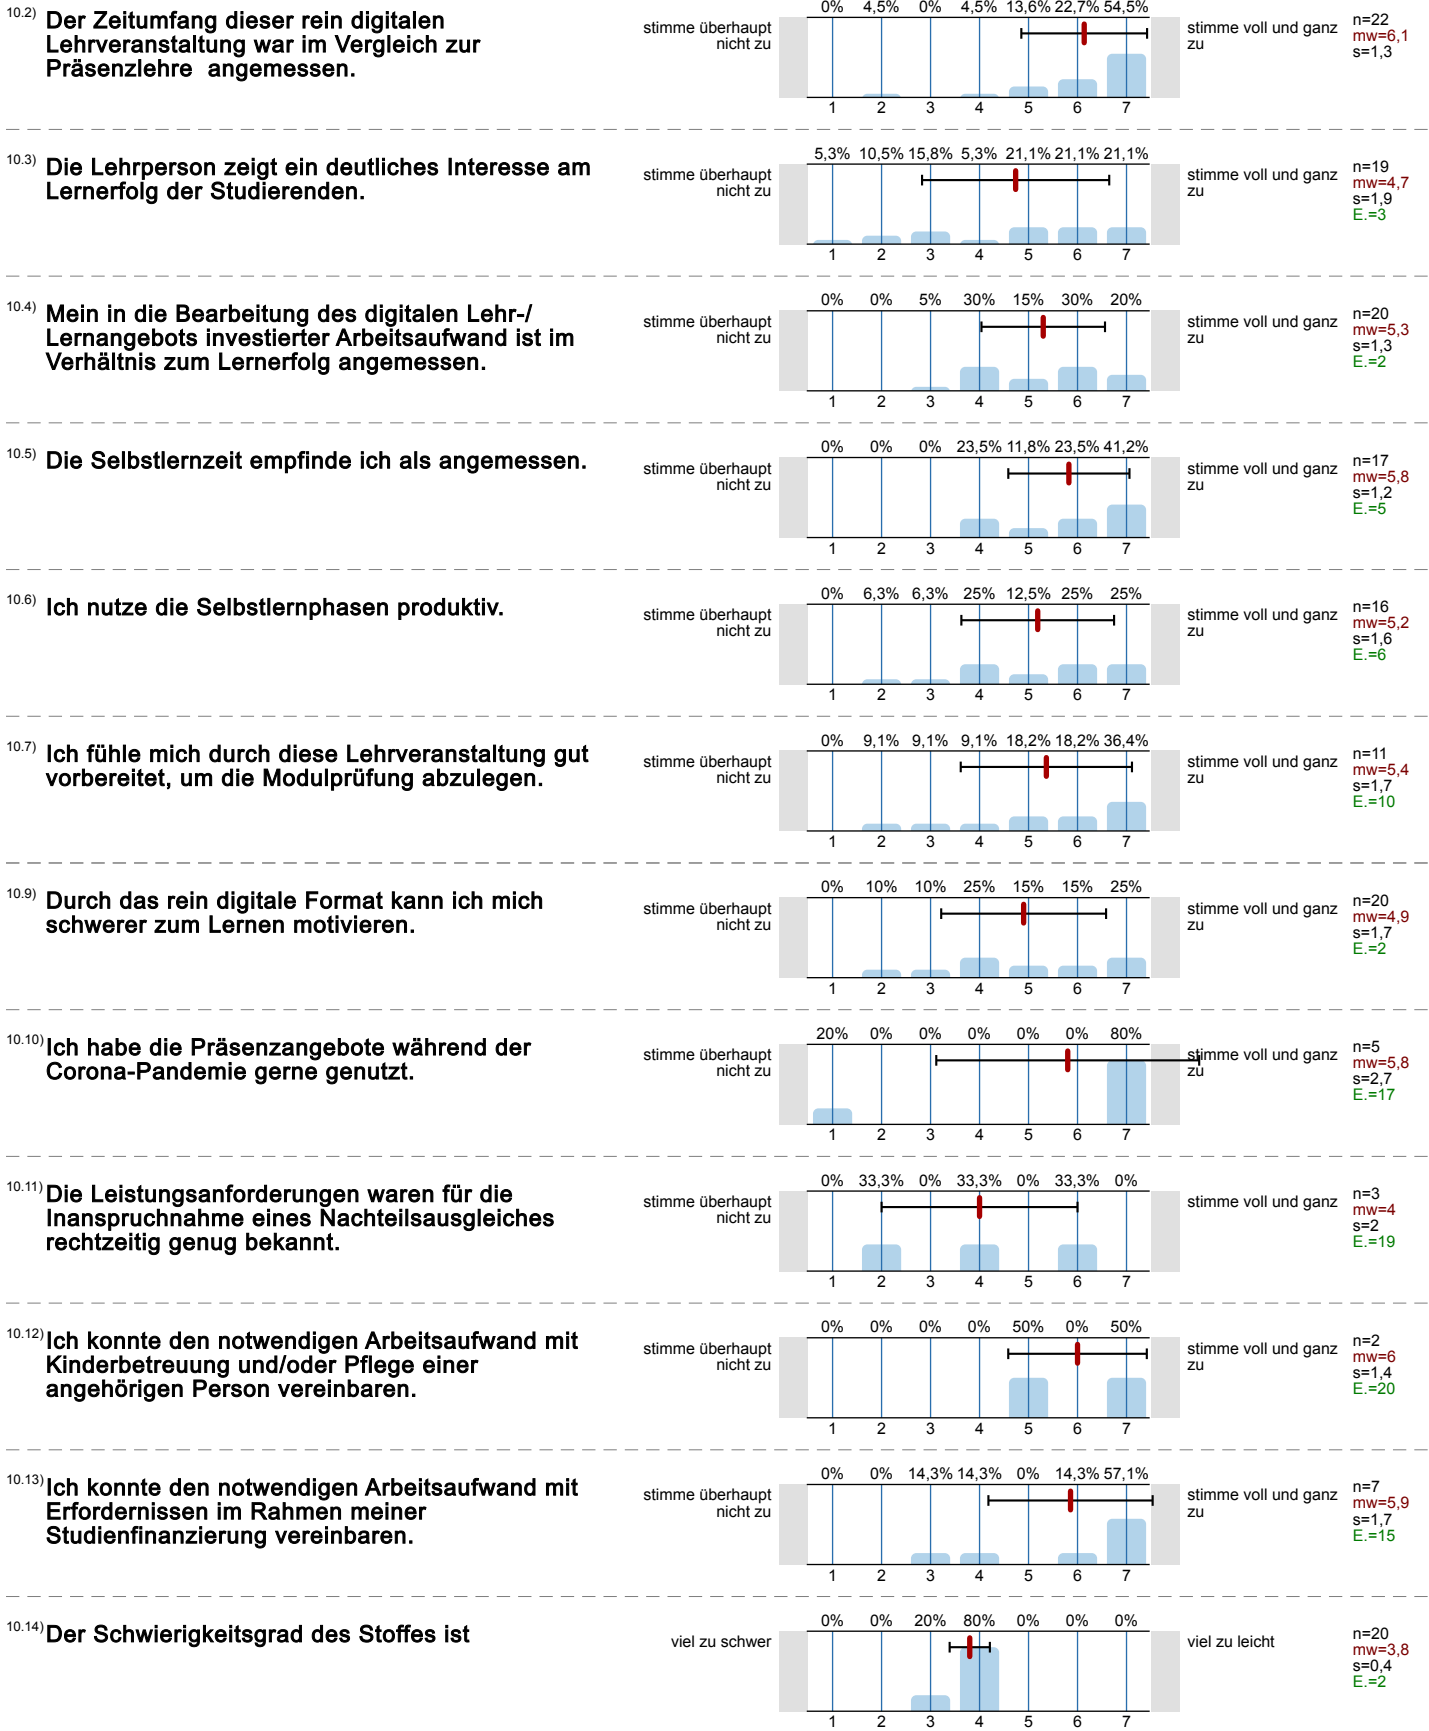 10.2) Der Zeitumfang dieser rein digitalen
Lehrveranstaltung war im Vergleich zur
Präsenzlehre angemessen.
stimme überhaupt
nicht zu
0% 4,5% 0% 4,5% 13,6% 22,7% 54,5%
1 2 3 4 5 6 7
stimme voll und ganz
zu
n=22
mw=6,1
s=1,3
10.3) Die Lehrperson zeigt ein deutliches Interesse am
Lernerfolg der Studierenden.
stimme überhaupt
nicht zu
5,3% 10,5% 15,8% 5,3% 21,1% 21,1% 21,1%
1 2 3 4 5 6 7
stimme voll und ganz
zu
n=19
mw=4,7
s=1,9
E.=3
10.4) Mein in die Bearbeitung des digitalen Lehr-/
Lernangebots investierter Arbeitsaufwand ist im
Verhältnis zum Lernerfolg angemessen.
stimme überhaupt
nicht zu
0% 0% 5% 30% 15% 30% 20%
1 2 3 4 5 6 7
stimme voll und ganz
zu
n=20
mw=5,3
s=1,3
E.=2
10.5) Die Selbstlernzeit empfinde ich als angemessen.
stimme überhaupt
nicht zu
0% 0% 0% 23,5% 11,8% 23,5% 41,2%
1 2 3 4 5 6 7
stimme voll und ganz
zu
n=17
mw=5,8
s=1,2
E.=5
10.6) Ich nutze die Selbstlernphasen produktiv.
stimme überhaupt
nicht zu
0% 6,3% 6,3% 25% 12,5% 25% 25%
1 2 3 4 5 6 7
stimme voll und ganz
zu
n=16
mw=5,2
s=1,6
E.=6
10.7) Ich fühle mich durch diese Lehrveranstaltung gut
vorbereitet, um die Modulprüfung abzulegen.
stimme überhaupt
nicht zu
0% 9,1% 9,1% 9,1% 18,2% 18,2% 36,4%
1 2 3 4 5 6 7
stimme voll und ganz
zu
n=11
mw=5,4
s=1,7
E.=10
10.9) Durch das rein digitale Format kann ich mich
schwerer zum Lernen motivieren.
stimme überhaupt
nicht zu
0% 10% 10% 25% 15% 15% 25%
1 2 3 4 5 6 7
stimme voll und ganz
zu
n=20
mw=4,9
s=1,7
E.=2
10.10) Ich habe die Präsenzangebote während der
Corona-Pandemie gerne genutzt.
stimme überhaupt
nicht zu
20% 0% 0% 0% 0% 0% 80%
1 2 3 4 5 6 7
stimme voll und ganz
zu
n=5
mw=5,8
s=2,7
E.=17
10.11) Die Leistungsanforderungen waren für die
Inanspruchnahme eines Nachteilsausgleiches
rechtzeitig genug bekannt.
stimme überhaupt
nicht zu
0% 33,3% 0% 33,3% 0% 33,3% 0%
1 2 3 4 5 6 7
stimme voll und ganz
zu
n=3
mw=4
s=2
E.=19
10.12) Ich konnte den notwendigen Arbeitsaufwand mit
Kinderbetreuung und/oder Pflege einer
angehörigen Person vereinbaren.
stimme überhaupt
nicht zu
0% 0% 0% 0% 50% 0% 50%
1 2 3 4 5 6 7
stimme voll und ganz
zu
n=2
mw=6
s=1,4
E.=20
10.13) Ich konnte den notwendigen Arbeitsaufwand mit
Erfordernissen im Rahmen meiner
Studienfinanzierung vereinbaren.
stimme überhaupt
nicht zu
0% 0% 14,3% 14,3% 0% 14,3% 57,1%
1 2 3 4 5 6 7
stimme voll und ganz
zu
n=7
mw=5,9
s=1,7
E.=15
10.14) Der Schwierigkeitsgrad des Stoffes ist
viel zu schwer
0% 0% 20% 80% 0% 0% 0%
1 2 3 4 5 6 7
viel zu leicht
n=20
mw=3,8
s=0,4
E.=2